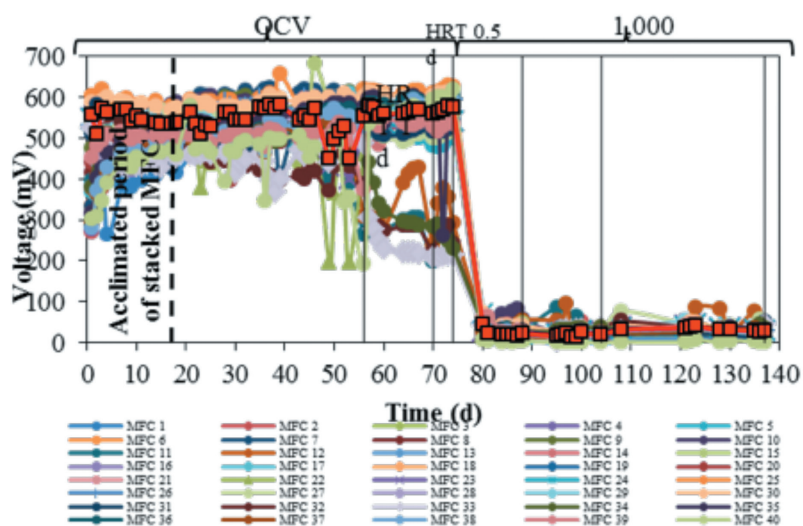 OCV
HRT 0.5
d
1,000
700
600
500
400
300
200
100
0
Voltage (mV)
Acclimated period
of stacked MFC
HR
d
0
10
20
30
40
50
60
70
80
90
100
110
120
130
140
Time (d)
MFC 1
MFC 2
MFC 3
MFC 4
MFC 5
MFC 6
MFC 7
MFC 8
MFC 9
MFC 10
MFC 11
MFC 12
MFC 13
MFC 14
MFC 15
MFC 16
MFC 17
MFC 18
MFC 19
MFC 20
MFC 21
MFC 22
MFC 23
MFC 24
MFC 25
MFC 26
MFC 27
MFC 28
MFC 29
MFC 30
MFC 31
MFC 32
MFC 33
MFC 34
MFC 35
MFC 36
MFC 37
MFC 38
MFC 39
MFC 40